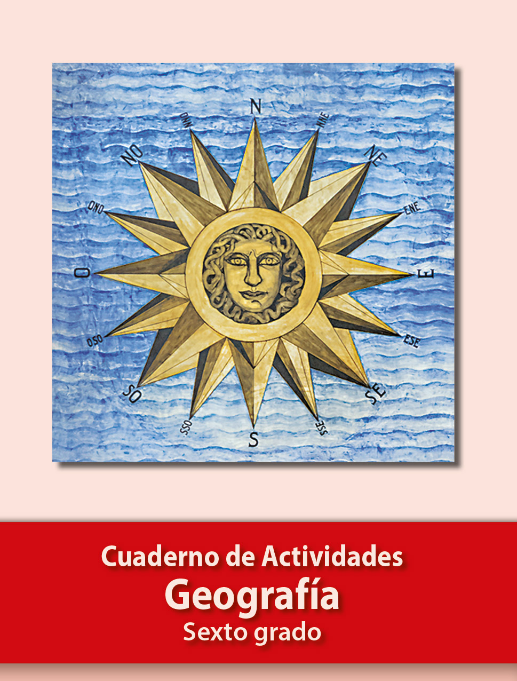 N
NNO
NNE
NO
NE
ONO
ENE
O
E
OSO
ESE
SO
SE
SSO
SSE
S
Cuaderno de Actividades
Geografía
Sexto grado